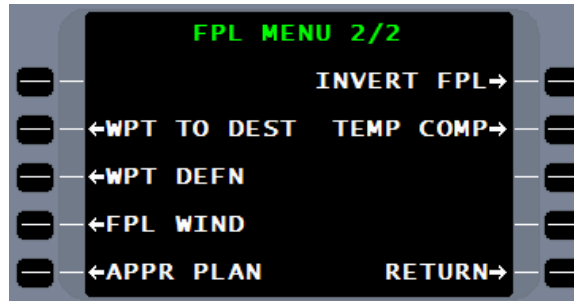 FPL MENU 2/2
INVERT FPL→
←WPT TO DEST TEMP COMP→
←WPT DEFN
←FPL WIND
←APPR PLAN RETURN→